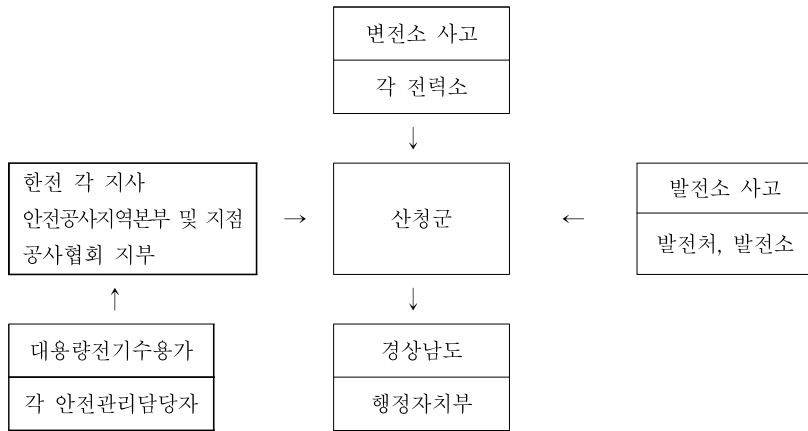 변전소 사고
각 전력소
↓
한전 각 지사
안전공사지역본부 및 지점
공사협회 지부
→
산청군
←
발전소 사고
발전처, 발전소
↑
↓
대용량전기수용가
각 안전관리담당자
경상남도
행정자치부